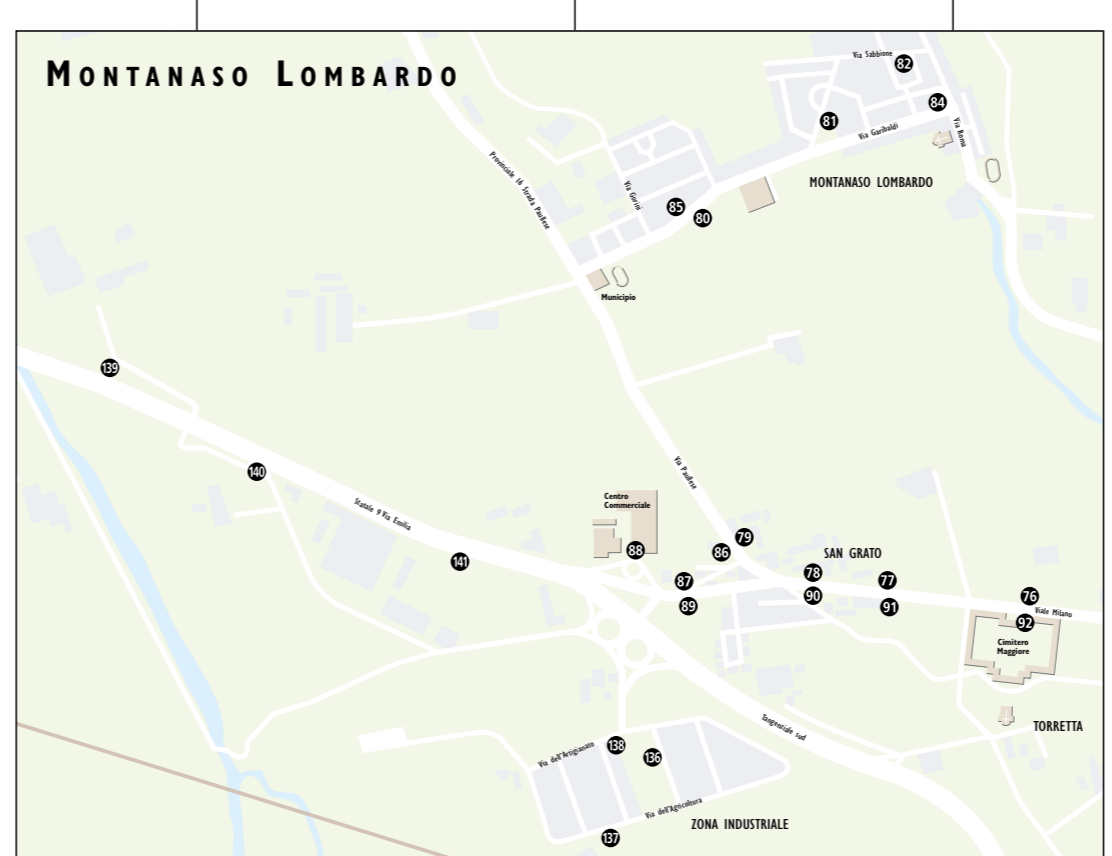 MONTANASO LOMBARDO
Via Sabbione
82
84
81
Via Garibaldi
Via Roma
MONTANASO LOMBARDO
Provinciale 16 Strada Paullese
Via Gorini
85
80
Municipio
139
140
Statale 9 Via Emilia
141
Via Paullese
Centro
Commerciale
88
79
86
SAN GRATO
87
78
77
89
90
91
76
Viale Milano
92
Cimitero
Maggiore
TORRETTA
Tangenziale sud
Via dell'Artigianato
138
136
Via dell'Agricoltura
137
ZONA INDUSTRIALE